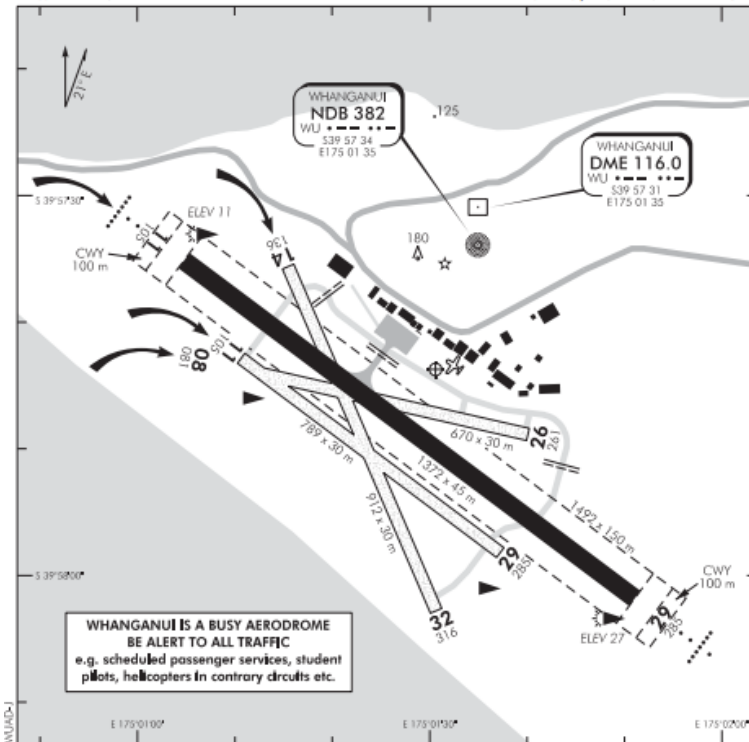 21° E
WHANGANUI
NDB 382
WU
S39 57 34
E175 01 35
125
WHANGANUI
DME 116.0
WU
S39 57 31
E175 01 35
S 39°57'30"
ELEV 11
105
CWY
100 m
14
136
180
08
081
105
26
261
670 x 30 m
789 x 30 m
1372 x 45 m
912 x 30 m
1492 x 150 m
29
285
32
316
S 39°58'00"
CWY
100 m
29
285
ELEV 27
WHANGANUI IS A BUSY AERODROME
BE ALERT TO ALL TRAFFIC
e.g. scheduled passenger services, student
pilots, helicopters in contrary circuits etc.
WUAD-J
E 175°01'00"
E 175°01'30"
E 175°02'00"